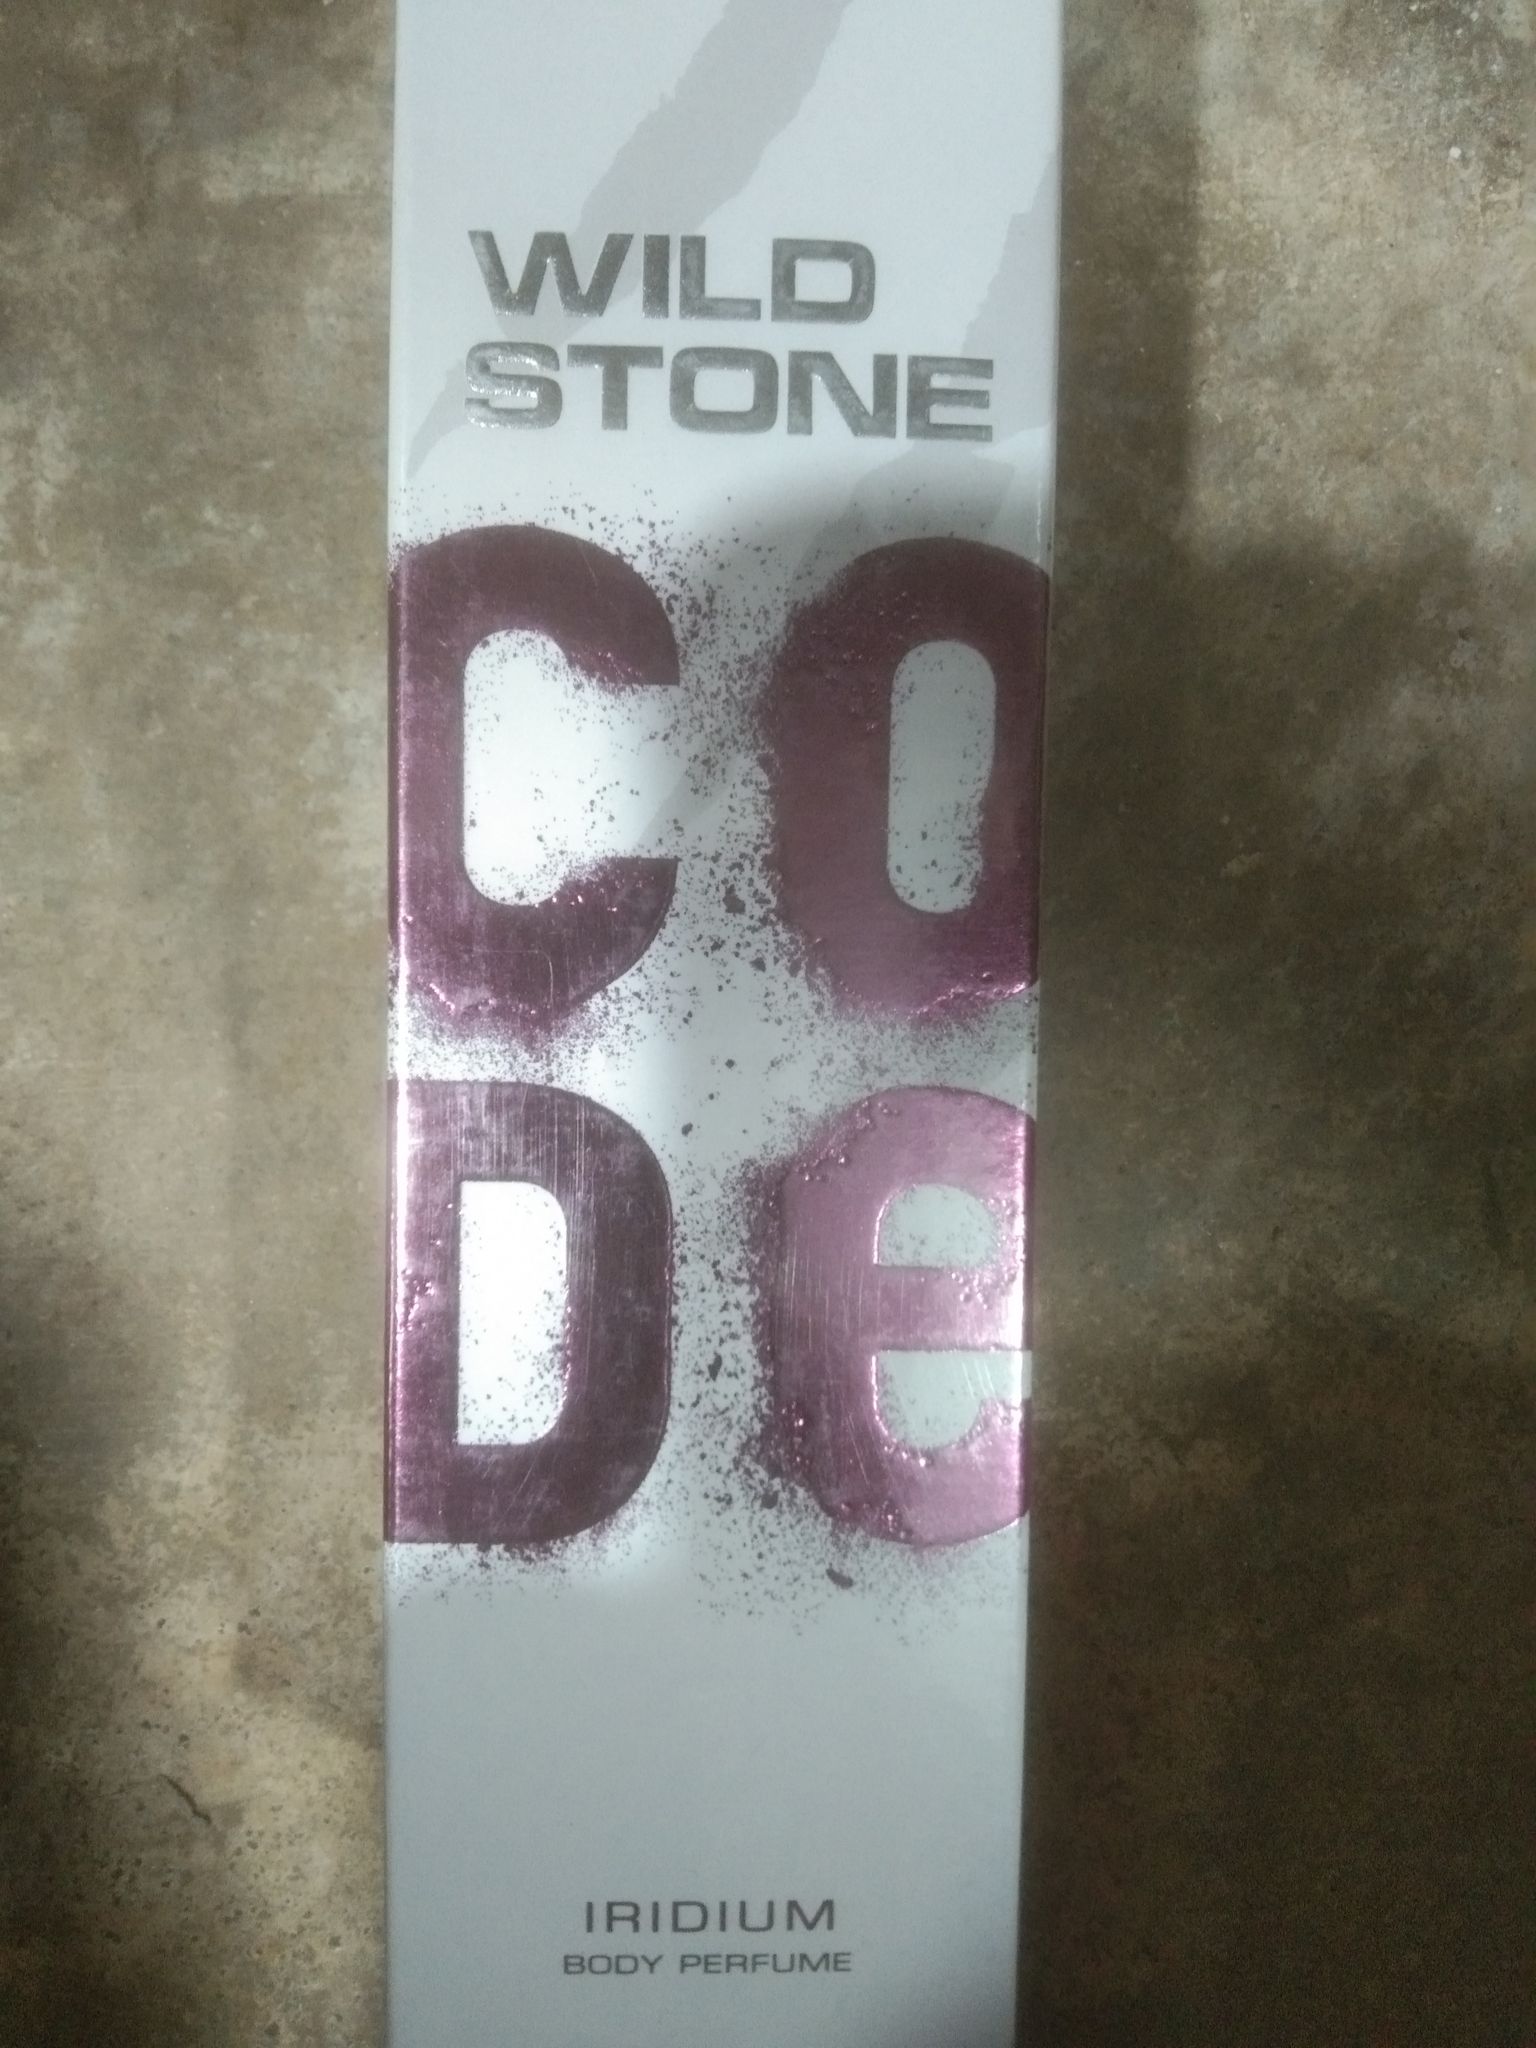 WILD
STONE
CO
De
IRIDIUM
BODY PERFUME